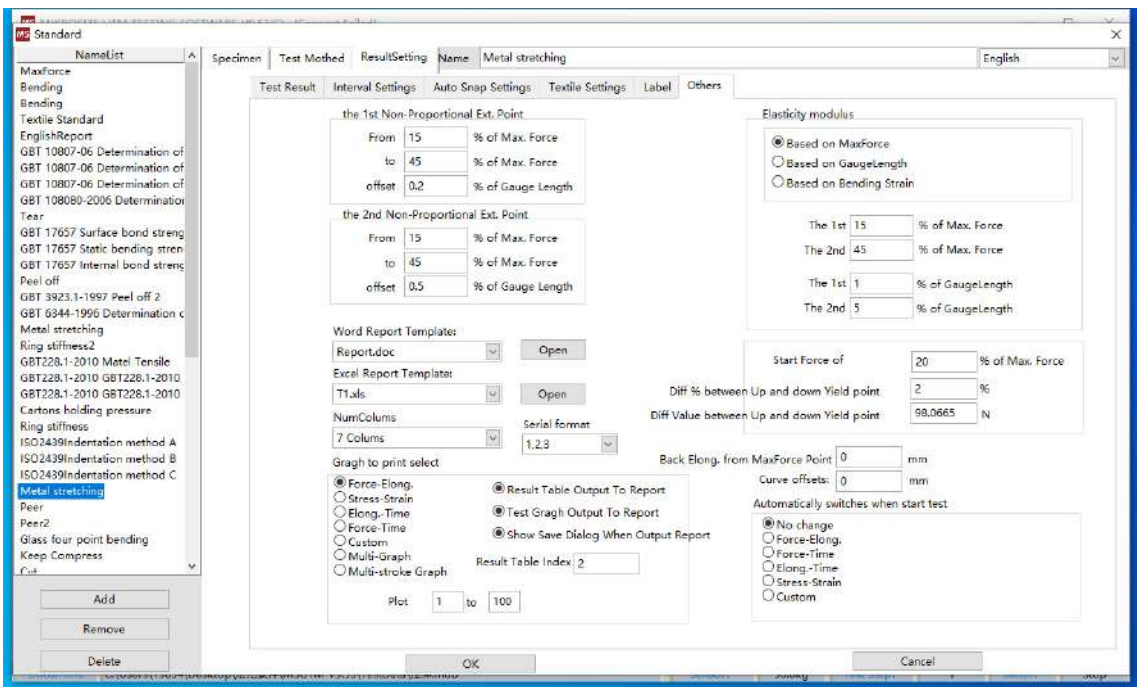 MS Standard
NameList
MaxForce
Bending
Bending
Textile Standard
EnglishReport
GBT 10807-06 Determination of
GBT 10807-06 Determination of
GBT 10807-06 Determination of
GBT 108080-2006 Determination
Tear
GBT 17657 Surface bond streng
GBT 17657 Static bending stren
GBT 17657 Internal bond streng
Peel off
GBT 3923.1-1997 Peel off 2
GBT 6344-1996 Determination c
Metal stretching
Ring stiffness2
GBT228.1-2010 Matel Tensile
GBT228.1-2010 GBT228.1-2010
GBT228.1-2010 GBT228.1-2010
Cartons holding pressure
Ring stiffness
ISO2439Indentation method A
ISO2439Indentation method B
ISO2439Indentation method C
Metal stretching
Peer
Peer2
Glass four point bending
Keep Compress
Cut
Add
Remove
Delete
Specimen Test Mothed ResultSetting Name Metal stretching English
Test Result Interval Settings Auto Snap Settings Textile Settings Label Others
the 1st Non-Proportional Ext. Point
From 15 % of Max. Force
to 45 % of Max. Force
offset 0.2 % of Gauge Length
the 2nd Non-Proportional Ext. Point
From 15 % of Max. Force
to 45 % of Max. Force
offset 0.5 % of Gauge Length
Word Report Template:
Report.doc Open
Excel Report Template:
T1.xls Open
NumColums
7 Colums
Serial format
1,2,3
Gragh to print select
Force-Elong.
Stress-Strain
Elong.-Time
Force-Time
Custom
Multi-Graph
Multi-stroke Graph
Result Table Output To Report
Test Gragh Output To Report
Show Save Dialog When Output Report
Result Table Index 2
Plot 1 to 100
Elasticity modulus
Based on MaxForce
Based on GaugeLength
Based on Bending Strain
The 1st 15 % of Max. Force
The 2nd 45 % of Max. Force
The 1st 1 % of GaugeLength
The 2nd 5 % of GaugeLength
Start Force of 20 % of Max. Force
Diff % between Up and down Yield point 2 %
Diff Value between Up and down Yield point 98.0665 N
Back Elong. from MaxForce Point 0 mm
Curve offsets: 0 mm
Automatically switches when start test
No change
Force-Elong.
Force-Time
Elong.-Time
Stress-Strain
Custom
OK Cancel